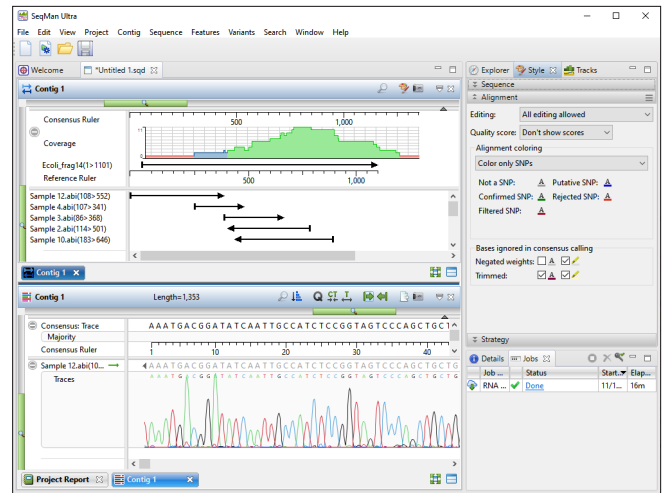 SeqMan Ultra
File Edit View Project Contig Sequence Features Variants Search Window Help
Welcome *Untitled 1.sqd
Contig 1
Consensus Ruler 500 1,000
Coverage
Ecoli_frag14(1>1101)
Reference Ruler 500 1,000
Sample 12.abi(108>552)
Sample 4.abi(107>341)
Sample 3.abi(86>368)
Sample 2.abi(114>501)
Sample 10.abi(183>646)
Contig 1
Contig 1 Length=1,353
Consensus: Trace AAATGACGGATATCAATTGCCATCTCCGGTAGTCCCAGCTGCT
Majority
Consensus Ruler 1 10 20 30 40
Sample 12.abi(10... AAATGACGGATATCAATTGCCATCTCCGGTAGTCCCAGCTGCTG
Traces AAATGACGGATATCAATTGCCATCTCCGGTAGTCCCAGCTGCTG
Project Report Contig 1
Explorer Style Tracks
Sequence
Alignment
Editing: All editing allowed
Quality score: Don't show scores
Alignment coloring
Color only SNPs
Not a SNP: A Putative SNP: A
Confirmed SNP: A Rejected SNP: A
Filtered SNP: A
Bases ignored in consensus calling
Negated weights: A
Trimmed: A
Strategy
Details Jobs
Job ... Status Start... Elap...
RNA ... Done 11/1... 16m